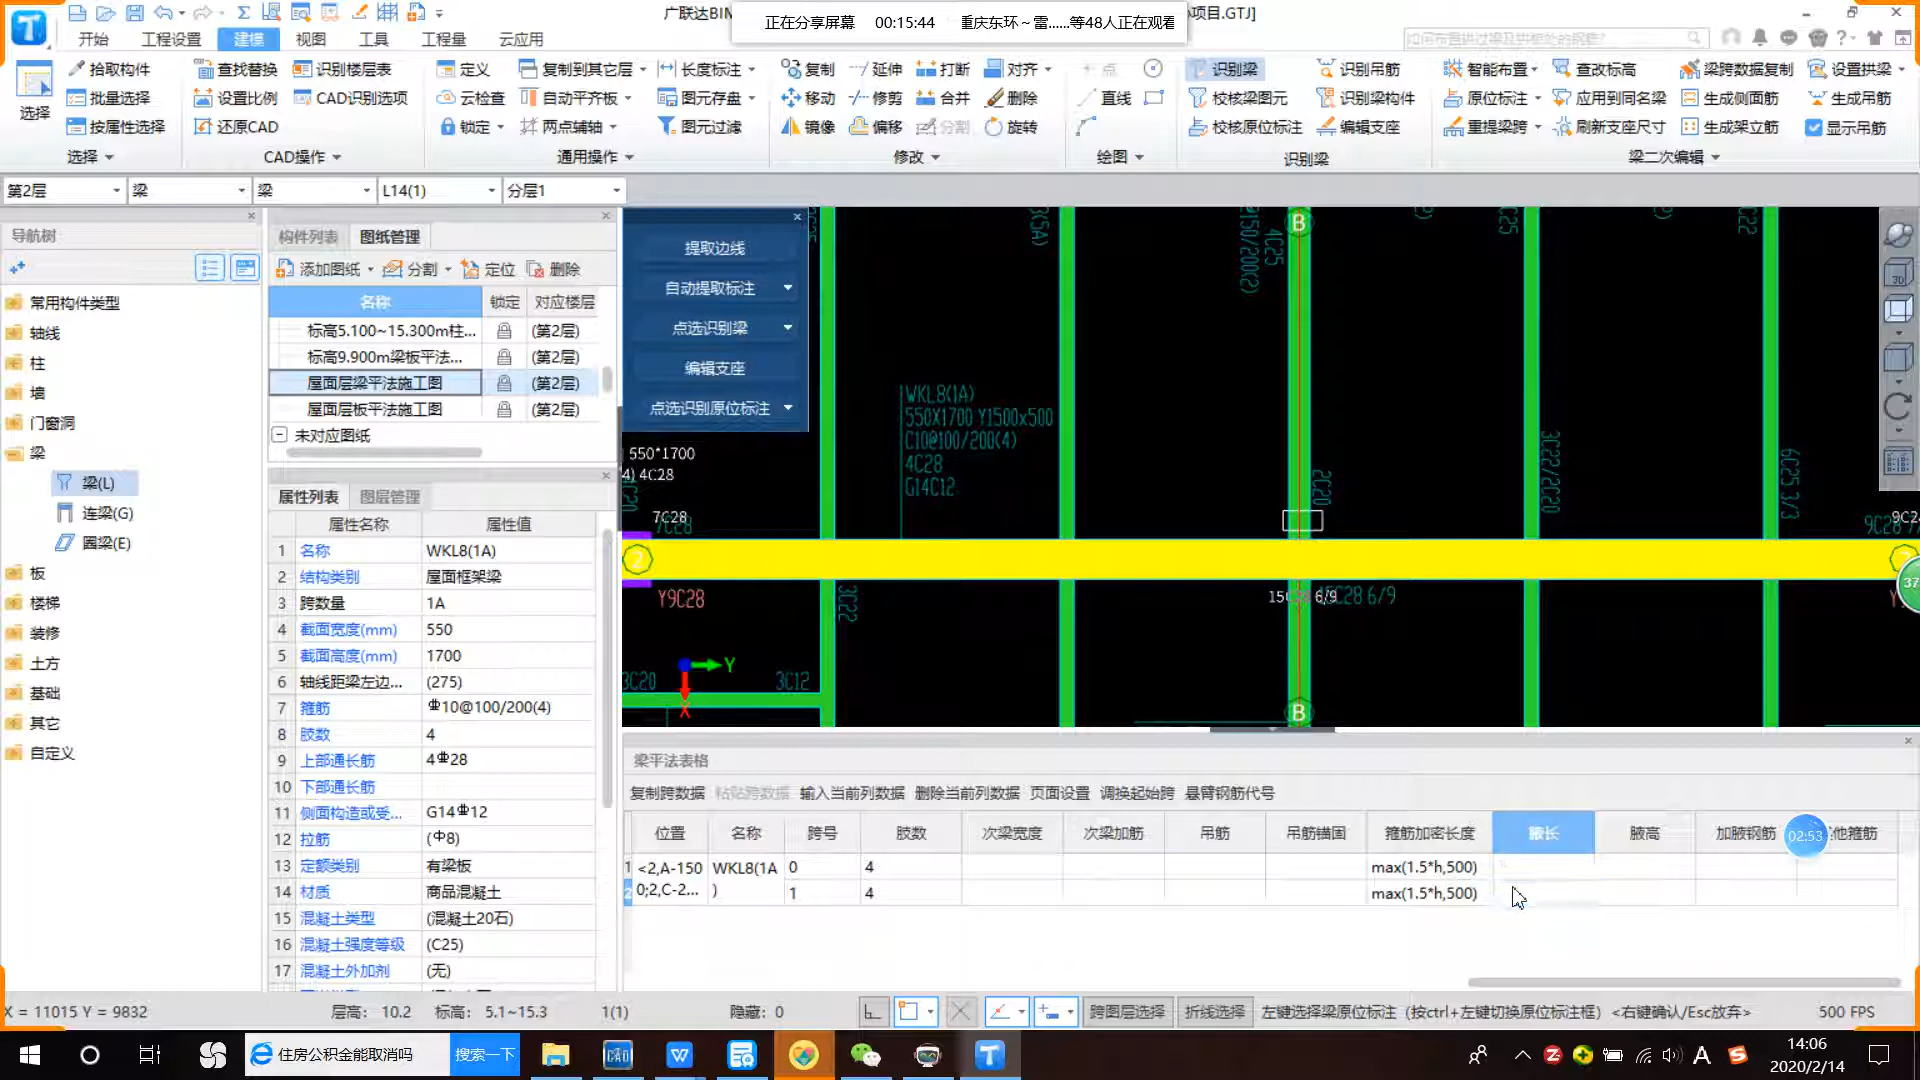 广联达BIM
正在分享屏幕 00:15:44 重庆东环～雷......等48人正在观看
项目.GTJ]
开始 工程设置 建模 视图 工具 工程量 云应用
选择 拾取构件 批量选择 按属性选择 选择
查找替换 识别楼层表 设置比例 CAD识别选项 还原CAD CAD操作
定义 复制到其它层 长度标注 云检查 自动平齐板 图元存盘 锁定 两点辅轴 图元过滤 通用操作
复制 延伸 打断 对齐 移动 修剪 合并 删除 镜像 偏移 分割 旋转 修改
点 直线 绘图
识别梁 识别吊筋 校核梁图元 识别梁构件 校核原位标注 编辑支座 识别梁
智能布置 查改标高 梁跨数据复制 设置拱梁 原位标注 应用到同名梁 生成侧面筋 生成吊筋 重提梁跨 刷新支座尺寸 生成架立筋 显示吊筋 梁二次编辑
第2层 梁 梁 L14(1) 分层1
导航树
常用构件类型
轴线
柱
墙
门窗洞
梁
梁(L)
连梁(G)
圈梁(E)
板
楼梯
装修
土方
基础
其它
自定义
构件列表 图纸管理
添加图纸 分割 定位 删除
名称 锁定 对应楼层
标高5.100~15.300m柱... (第2层)
标高9.900m梁板平法... (第2层)
屋面层梁平法施工图 (第2层)
屋面层板平法施工图 (第2层)
未对应图纸
属性列表 图层管理
属性名称 属性值
1 名称 WKL8(1A)
2 结构类别 屋面框架梁
3 跨数量 1A
4 截面宽度(mm) 550
5 截面高度(mm) 1700
6 轴线距梁左边... (275)
7 箍筋 ⏀10@100/200(4)
8 肢数 4
9 上部通长筋 4⏀28
10 下部通长筋
11 侧面构造或受... G14⏀12
12 拉筋 (⏀8)
13 定额类别 有梁板
14 材质 商品混凝土
15 混凝土类型 (混凝土20石)
16 混凝土强度等级 (C25)
17 混凝土外加剂 (无)
提取边线
自动提取标注
点选识别梁
编辑支座
点选识别原位标注
550*1700
4) 4C28
7C28
7C28
2
Y9C28
3C22
3C20
3C12
Y
X
WKL8(1A)
550X1700 Y1500x500
C10@100/200(4)
4C28
G14C12
3(5A)
150/200(2)
4C25
B
2C20
C25
C22
3C22/2C20
6C25 3/3
15C28 6/9
B
37
梁平法表格
复制跨数据 粘贴跨数据 输入当前列数据 删除当前列数据 页面设置 调换起始跨 悬臂钢筋代号
位置 名称 跨号 肢数 次梁宽度 次梁加筋 吊筋 吊筋锚固 箍筋加密长度 腋长 腋高 加腋钢筋 02:53 他箍筋
1 <2,A-150 WKL8(1A 0 4 max(1.5*h,500)
2 0;2,C-2... ) 1 4 max(1.5*h,500)
X = 11015 Y = 9832 层高: 10.2 标高: 5.1~15.3 1(1) 隐藏: 0 跨图层选择 折线选择 左键选择梁原位标注（按ctrl+左键切换原位标注框）<右键确认/Esc放弃> 500 FPS
住房公积金能取消吗 搜索一下
14:06
2020/2/14